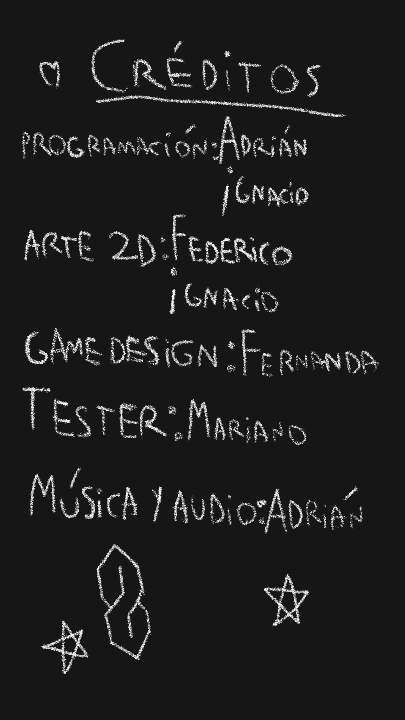 CRÉDiTOS
PROGRAMACiÓN:ADRiÁN
iGNACiO
ARTE 2D:FEDERiCO
iGNACiO
GAME DESiGN:FERNANDA
TESTER:MARiANO
MÚSiCA Y AUDiO:ADRiÁN